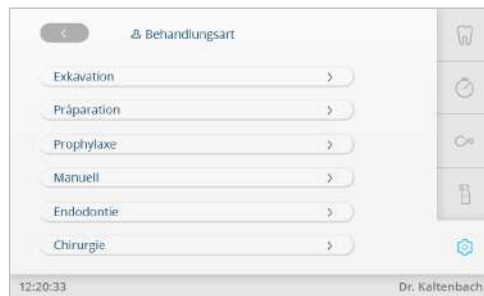 Behandlungsart
Exkavation
Präparation
Prophylaxe
Manuell
Endodontie
Chirurgie
12:20:33 Dr. Kaltenbach